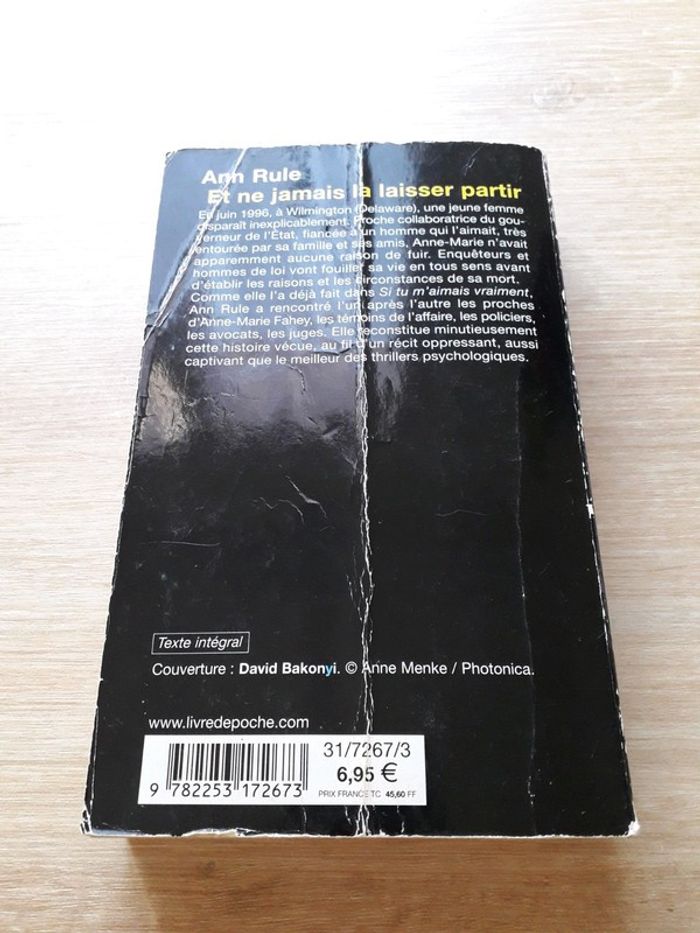 Ann Rule
Et ne jamais la laisser partir
En juin 1996, à Wilmington (Delaware), une jeune femme
disparaît inexplicablement. Proche collaboratrice du gou-
verneur de l'État, fiancée à un homme qui l'aimait, très
entourée par sa famille et ses amis, Anne-Marie n'avait
apparemment aucune raison de fuir. Enquêteurs et
hommes de loi vont fouiller sa vie en tous sens avant
d'établir les raisons et les circonstances de sa mort.
Comme elle l'a déjà fait dans Si tu m'aimais vraiment,
Ann Rule a rencontré l'un après l'autre les proches
d'Anne-Marie Fahey, les témoins de l'affaire, les policiers,
les avocats, les juges. Elle reconstitue minutieusement
cette histoire vécue, au fil d'un récit oppressant, aussi
captivant que le meilleur des thrillers psychologiques.
Texte intégral
Couverture : David Bakonyi. © Anne Menke / Photonica.
www.livredepoche.com
31/7267/3
6,95 €
PRIX FRANCE TC 45,60 FF
9 782253 172673